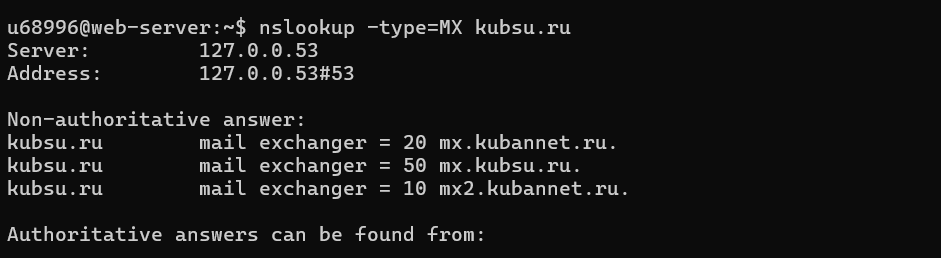 u68996@web-server:~$ nslookup -type=MX kubsu.ru
Server:         127.0.0.53
Address:        127.0.0.53#53

Non-authoritative answer:
kubsu.ru        mail exchanger = 20 mx.kubannet.ru.
kubsu.ru        mail exchanger = 50 mx.kubsu.ru.
kubsu.ru        mail exchanger = 10 mx2.kubannet.ru.

Authoritative answers can be found from: